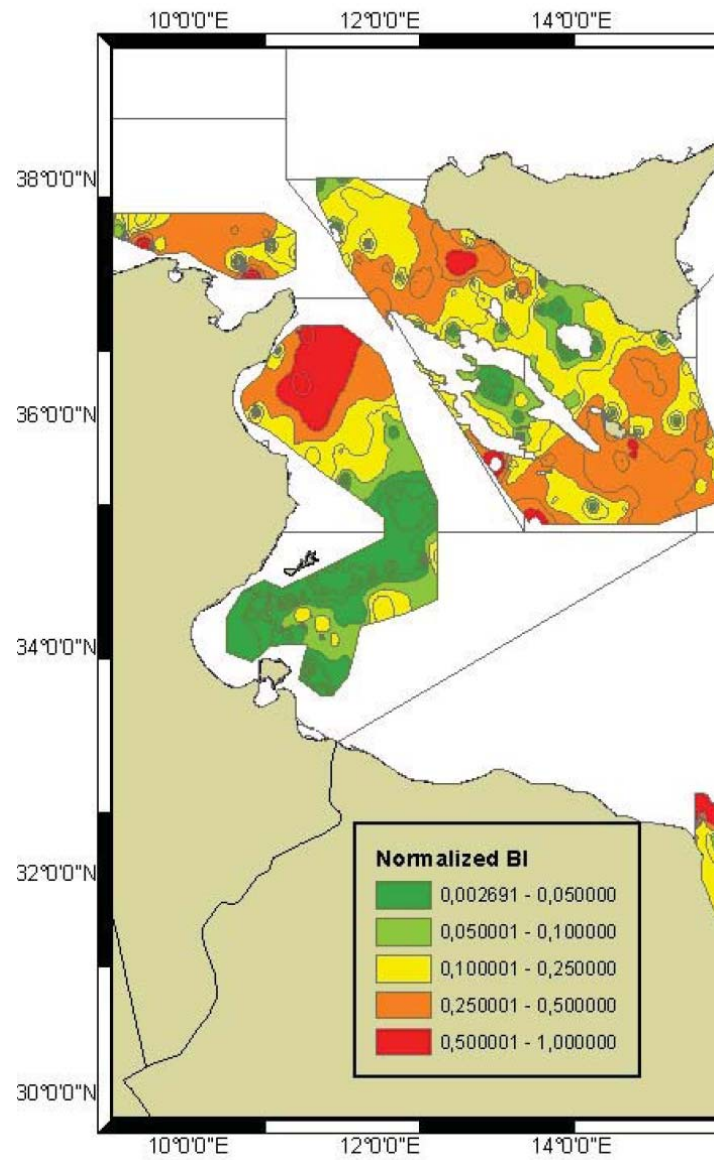 10°0'0"E 12°0'0"E 14°0'0"E
38°0'0"N
36°0'0"N
34°0'0"N
32°0'0"N
30°0'0"N
Normalized BI
0,002691 - 0,050000
0,050001 - 0,100000
0,100001 - 0,250000
0,250001 - 0,500000
0,500001 - 1,000000
10°0'0"E 12°0'0"E 14°0'0"E